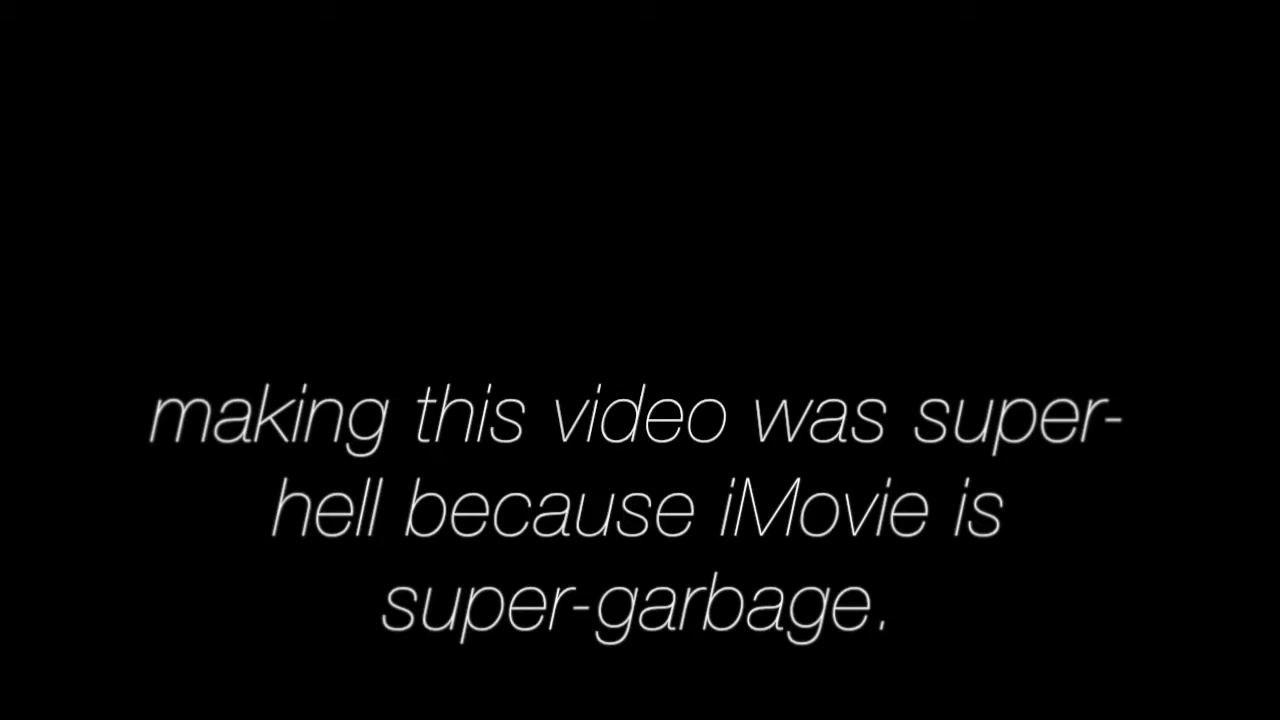 making this video was super-
hell because iMovie is
super-garbage.